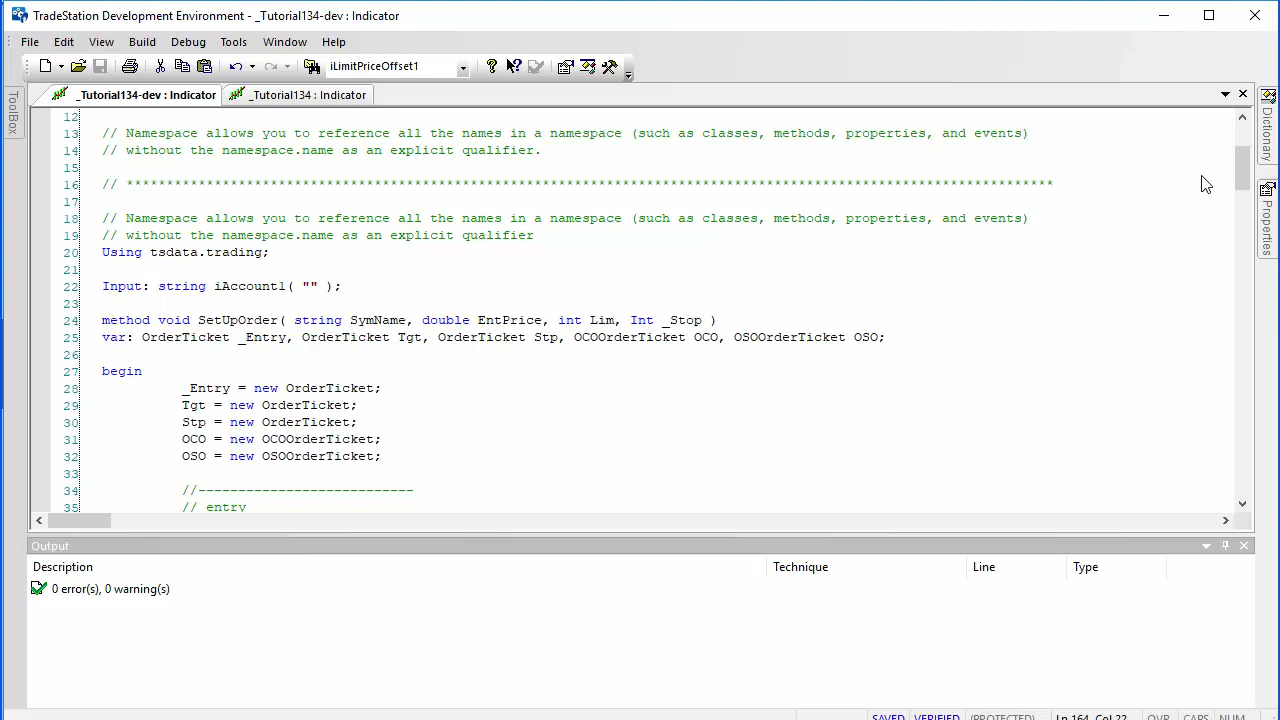 TradeStation Development Environment - _Tutorial134-dev : Indicator
File Edit View Build Debug Tools Window Help
iLimitPriceOffset1
ToolBox
_Tutorial134-dev : Indicator
_Tutorial134 : Indicator
Dictionary
Properties
12
13 // Namespace allows you to reference all the names in a namespace (such as classes, methods, properties, and events)
14 // without the namespace.name as an explicit qualifier.
15
16 // ********************************************************************************************************************
17
18 // Namespace allows you to reference all the names in a namespace (such as classes, methods, properties, and events)
19 // without the namespace.name as an explicit qualifier
20 Using tsdata.trading;
21
22 Input: string iAccount1( "" );
23
24 method void SetUpOrder( string SymName, double EntPrice, int Lim, Int _Stop )
25 var: OrderTicket _Entry, OrderTicket Tgt, OrderTicket Stp, OCOOrderTicket OCO, OSOOrderTicket OSO;
26
27 begin
28 _Entry = new OrderTicket;
29 Tgt = new OrderTicket;
30 Stp = new OrderTicket;
31 OCO = new OCOOrderTicket;
32 OSO = new OSOOrderTicket;
33
34 //---------------------------
35 // entry
Output
Description Technique Line Type
0 error(s), 0 warning(s)
SAVED VERIFIED (PROTECTED) Ln 164, Col 22 OVR CAPS NUM